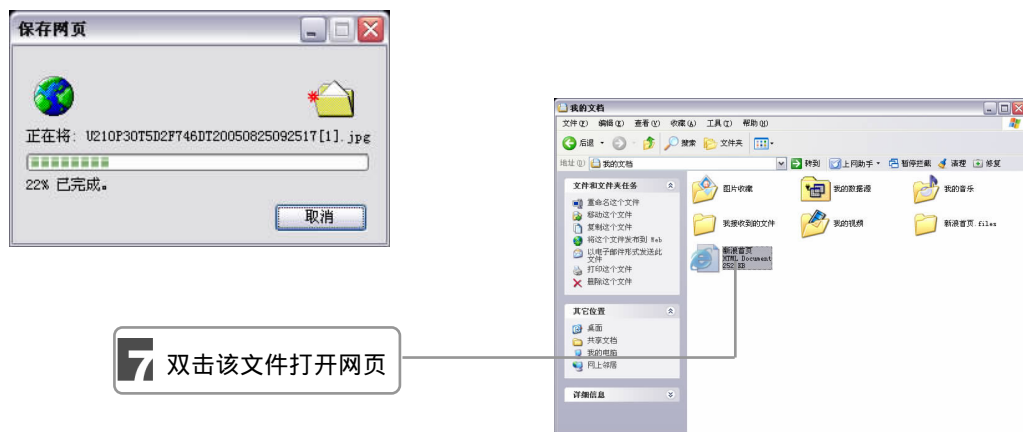 保存网页
正在将: U210P30T5D2F746DT20050825092517[1].jpg
22% 已完成。
取消
7 双击该文件打开网页
我的文档
文件(F) 编辑(E) 查看(V) 收藏(A) 工具(T) 帮助(H)
后退 搜索 文件夹
地址(D) 我的文档 转到 上网助手 暂停拦截 清理 修复
文件和文件夹任务
重命名这个文件
移动这个文件
复制这个文件
将这个文件发布到 Web
以电子邮件形式发送此
文件
打印这个文件
删除这个文件
其它位置
桌面
共享文档
我的电脑
网上邻居
详细信息
图片收藏 我的数据源 我的音乐
我接收到的文件 我的视频 新浪首页.files
新浪首页
HTML Document
252 KB